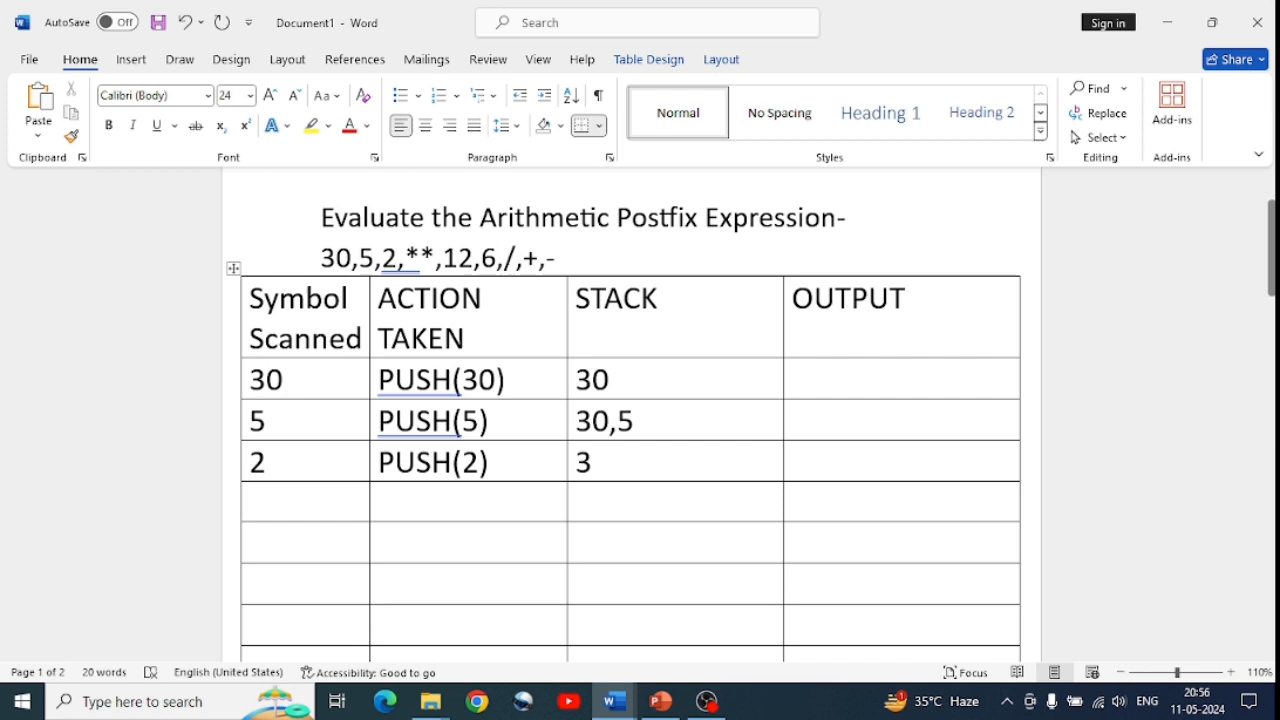 AutoSave Off Document1 - Word Search Sign in
File Home Insert Draw Design Layout References Mailings Review View Help Table Design Layout Share
Paste Calibri (Body) 24 Aa Normal No Spacing Heading 1 Heading 2 Find Replace Select Add-ins
Clipboard Font Paragraph Styles Editing Add-ins
Evaluate the Arithmetic Postfix Expression-
30,5,2,**,12,6,/,+,-
Symbol Scanned ACTION TAKEN STACK OUTPUT
30 PUSH(30) 30
5 PUSH(5) 30,5
2 PUSH(2) 3
Page 1 of 2 20 words English (United States) Accessibility: Good to go Focus 110%
Type here to search 35°C Haze ENG 20:56
11-05-2024